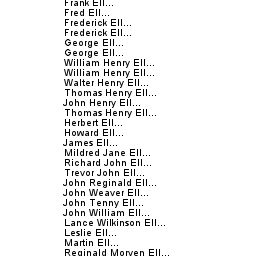 Frank Ell...
Fred Ell...
Frederick Ell...
Frederick Ell...
George Ell...
George Ell...
William Henry Ell...
William Henry Ell...
Walter Henry Ell...
Thomas Henry Ell...
John Henry Ell...
Thomas Henry Ell...
Herbert Ell...
Howard Ell...
James Ell...
Mildred Jane Ell...
Richard John Ell...
Trevor John Ell...
John Reginald Ell...
John Weaver Ell...
John Tenny Ell...
John William Ell...
Lance Wilkinson Ell...
Leslie Ell...
Martin Ell...
Reginald Morven Ell...